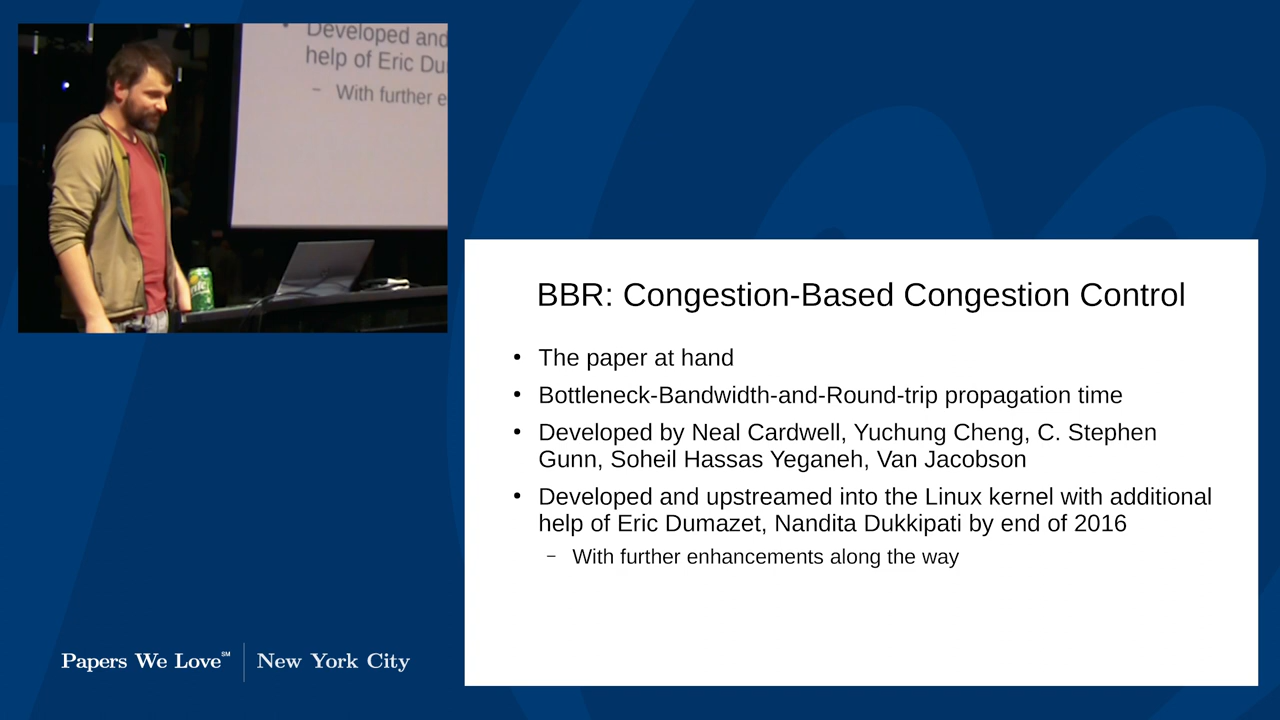 Developed and
help of Eric Du
– With further e
BBR: Congestion-Based Congestion Control
• The paper at hand
• Bottleneck-Bandwidth-and-Round-trip propagation time
• Developed by Neal Cardwell, Yuchung Cheng, C. Stephen
Gunn, Soheil Hassas Yeganeh, Van Jacobson
• Developed and upstreamed into the Linux kernel with additional
help of Eric Dumazet, Nandita Dukkipati by end of 2016
– With further enhancements along the way
Papers We Love℠ | New York City